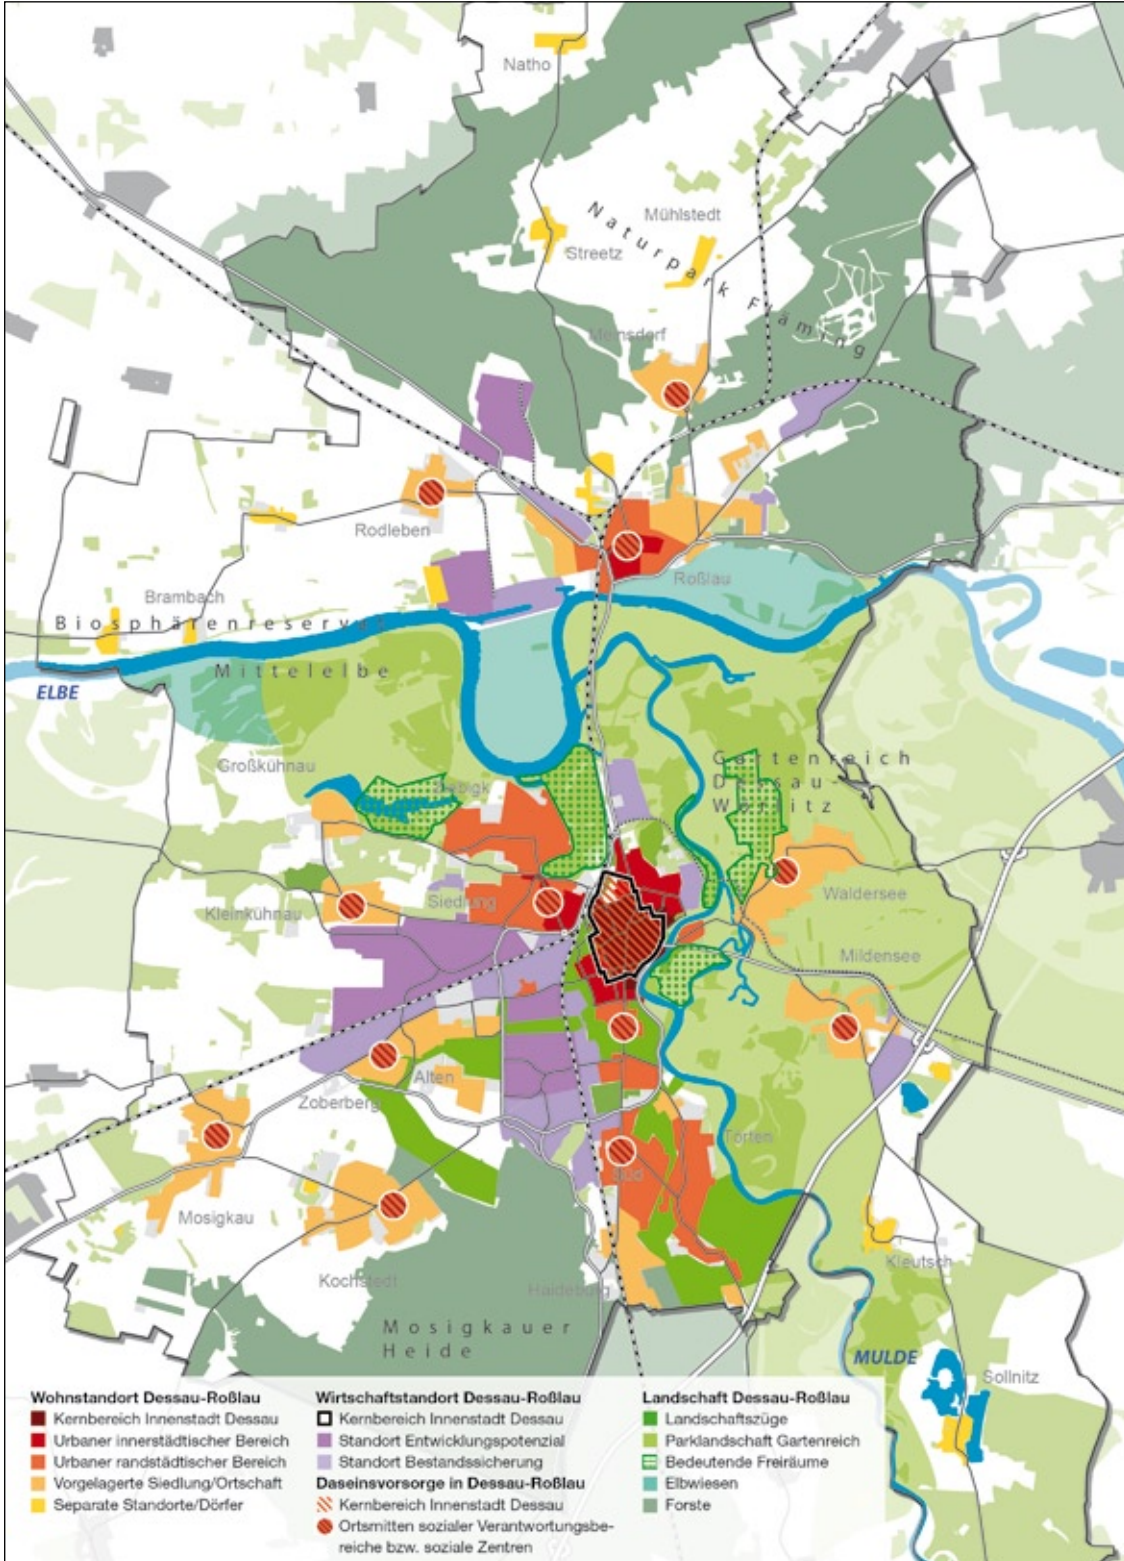 Natho
Mühlstedt
Streetz
Naturpark Fläming
Meinsdorf
Rodleben
Roßlau
Brambach
Biosphärenreservat
Mittelelbe
ELBE
Großkühnau
Ziebigk
Gartenreich
Dessau-
Wörlitz
Waldersee
Kleinkühnau
Siedlung
Mildensee
Alten
Zoberberg
Törten
Süd
Mosigkau
Kochstedt
Haideburg
Kleutsch
Mosigkauer
Heide
MULDE
Sollnitz
Wohnstandort Dessau-Roßlau
Kernbereich Innenstadt Dessau
Urbaner innerstädtischer Bereich
Urbaner randstädtischer Bereich
Vorgelagerte Siedlung/Ortschaft
Separate Standorte/Dörfer
Wirtschaftstandort Dessau-Roßlau
Kernbereich Innenstadt Dessau
Standort Entwicklungspotenzial
Standort Bestandssicherung
Daseinsvorsorge in Dessau-Roßlau
Kernbereich Innenstadt Dessau
Ortsmitten sozialer Verantwortungsbe-
reiche bzw. soziale Zentren
Landschaft Dessau-Roßlau
Landschaftszüge
Parklandschaft Gartenreich
Bedeutende Freiräume
Elbwiesen
Forste